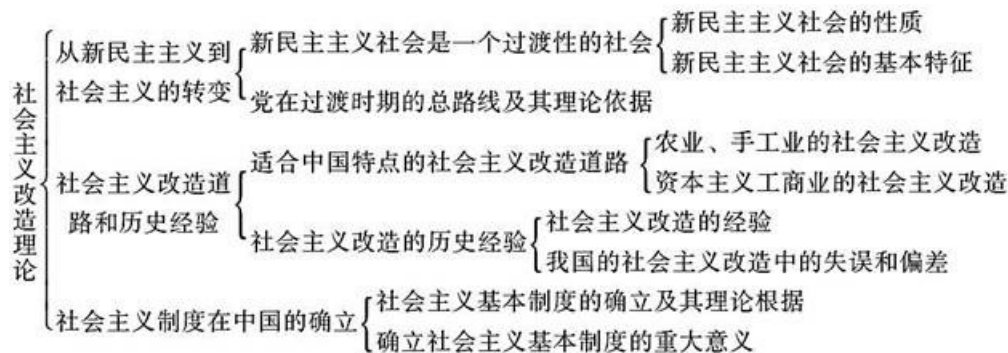 社会主义改造理论
从新民主主义到
社会主义的转变
新民主主义社会是一个过渡性的社会
新民主主义社会的性质
新民主主义社会的基本特征
党在过渡时期的总路线及其理论依据
社会主义改造道
路和历史经验
适合中国特点的社会主义改造道路
农业、手工业的社会主义改造
资本主义工商业的社会主义改造
社会主义改造的历史经验
社会主义改造的经验
我国的社会主义改造中的失误和偏差
社会主义制度在中国的确立
社会主义基本制度的确立及其理论根据
确立社会主义基本制度的重大意义